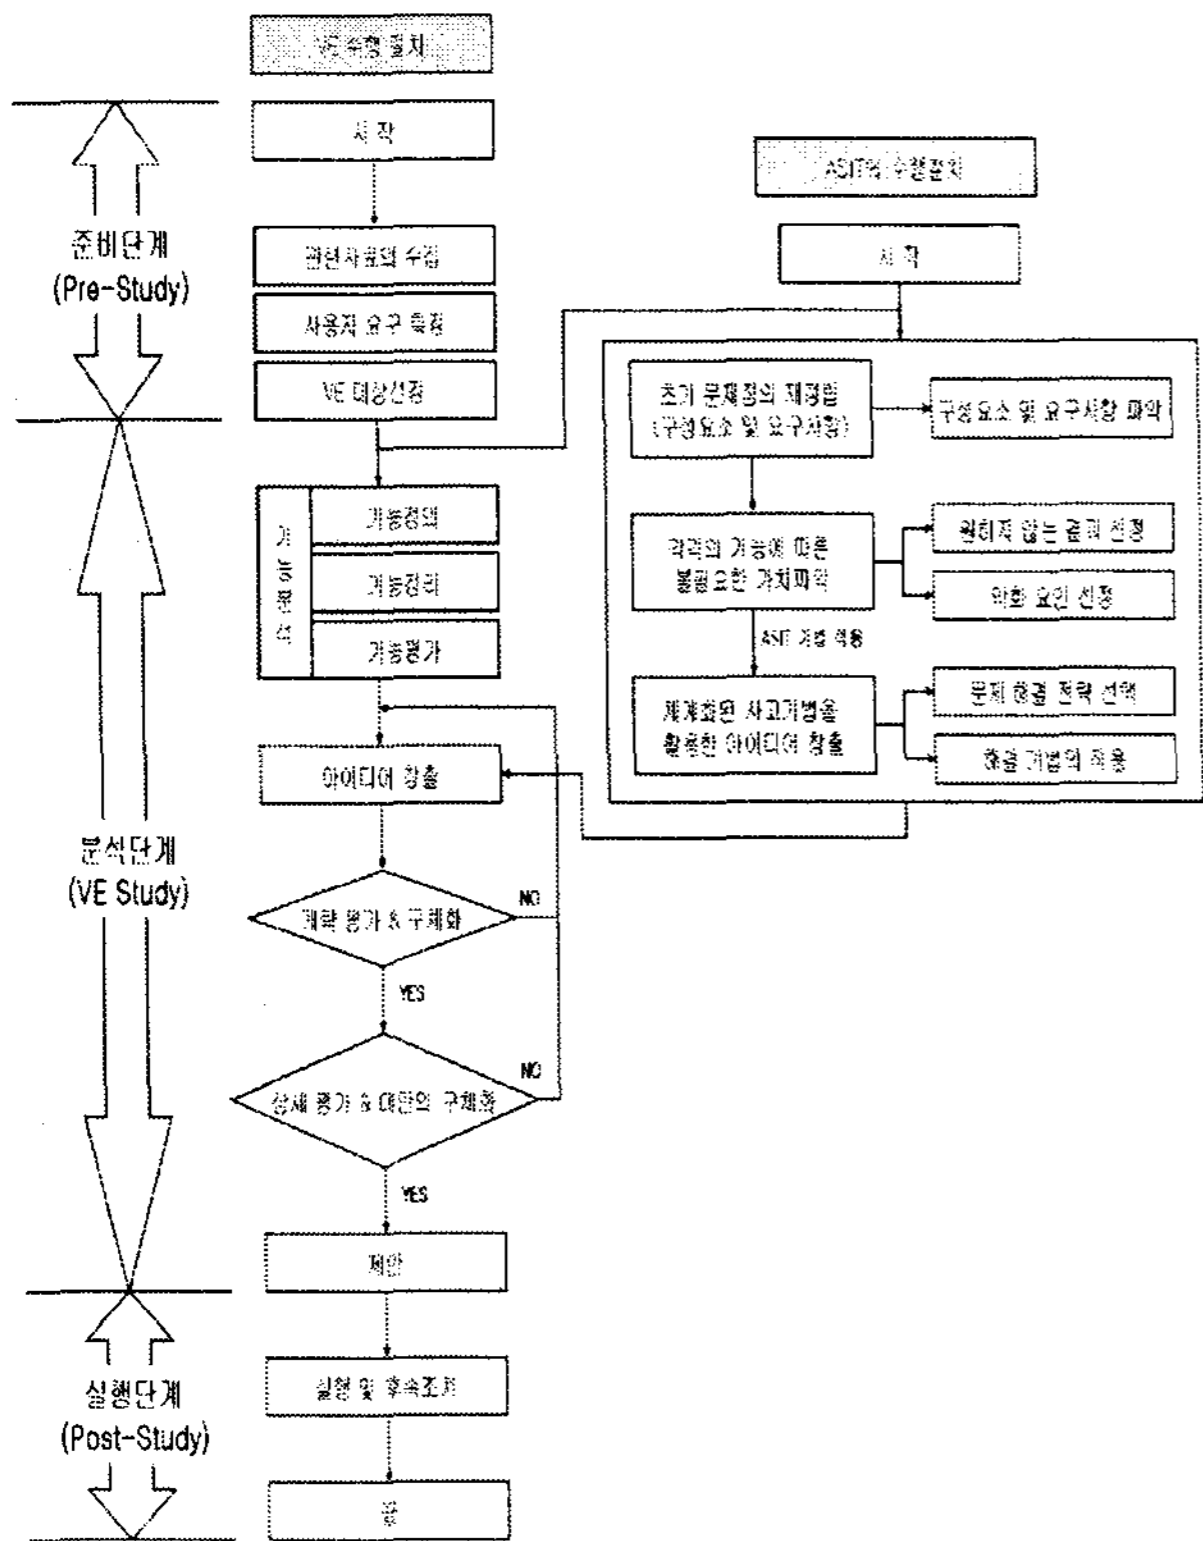 VE 수행 절차
시 작
준비단계
(Pre-Study)
관련자료의 수집
사용자 요구 측정
VE 대상선정
기능분석
기능정의
기능정리
기능평가
아이디어 창출
분석단계
(VE Study)
개략 평가 & 구체화
NO
YES
상세 평가 & 대안의 구체화
NO
YES
제안
실행단계
(Post-Study)
실행 및 후속조치
끝
ASIT의 수행절차
시 작
초기 문제점의 재정립
(구성요소 및 요구사항)
구성요소 및 요구사항 파악
각각의 기능에 따른
불필요한 가치파악
원하지 않는 결과 선정
악화 요인 선정
ASIT 기법 적용
체계화된 사고기법을
활용한 아이디어 창출
문제 해결 전략 선택
해결 기법의 적용